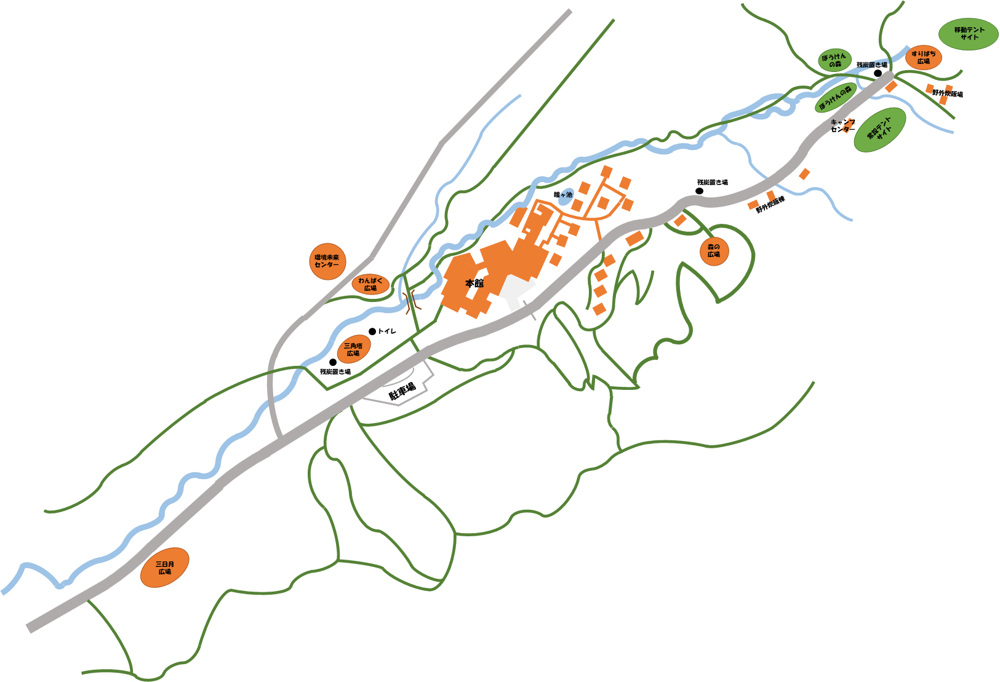 移動テント
サイト
すりばち
広場
ぼうけん
の森
残炭置き場
ぼうけんの森
野外炊飯場
キャンプ
センター
常設テント
サイト
残炭置き場
瞳ヶ池
野外炊飯棟
森の
広場
環境未来
センター
わんぱく
広場
本館
トイレ
三角塔
広場
残炭置き場
駐車場
三日月
広場